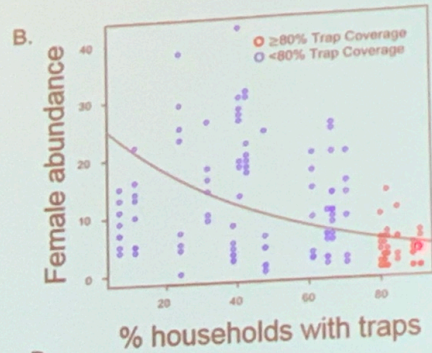 B.
≥80% Trap Coverage
<80% Trap Coverage
Female abundance
40
30
20
10
0
20
40
60
80
% households with traps